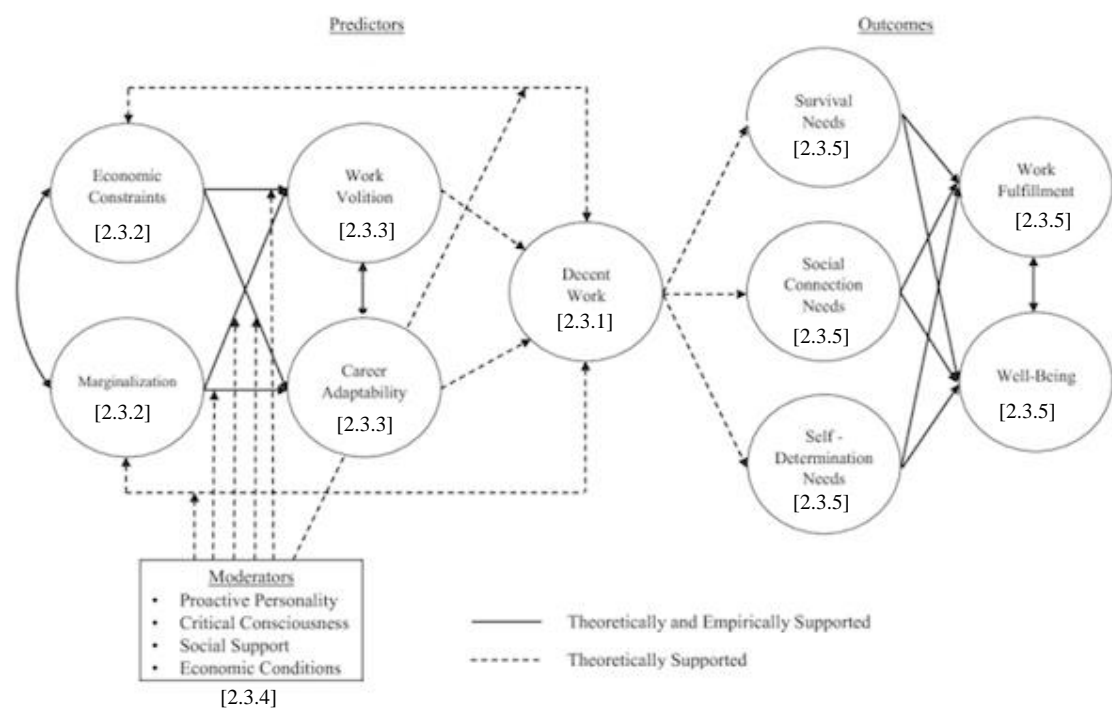 Predictors
Outcomes
Economic
Constraints
[2.3.2]
Work
Volition
[2.3.3]
Marginalization
[2.3.2]
Career
Adaptability
[2.3.3]
Decent
Work
[2.3.1]
Survival
Needs
[2.3.5]
Social
Connection
Needs
[2.3.5]
Self -
Determination
Needs
[2.3.5]
Work
Fulfillment
[2.3.5]
Well-Being
[2.3.5]
Moderators
• Proactive Personality
• Critical Consciousness
• Social Support
• Economic Conditions
[2.3.4]
Theoretically and Empirically Supported
Theoretically Supported